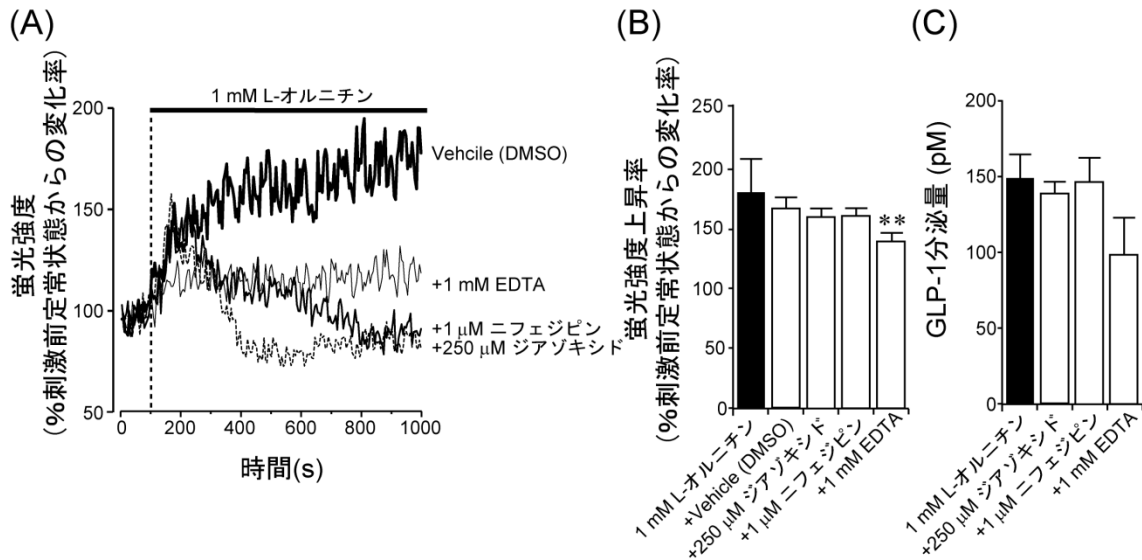 (A)
蛍光強度
(%刺激前定常状態からの変化率)
200
150
100
50
1 mM L-オルニチン
Vehcile (DMSO)
+1 mM EDTA
+1 μM ニフェジピン
+250 μM ジアゾキシド
0 200 400 600 800 1000
時間(s)
(B)
蛍光強度上昇率
(%刺激前定常状態からの変化率)
250
200
150
100
50
0
**
1 mM L-オルニチン
+Vehicle (DMSO)
+250 μM ジアゾキシド
+1 μM ニフェジピン
+1 mM EDTA
(C)
GLP-1分泌量 (pM)
200
150
100
50
0
1 mM L-オルニチン
+250 μM ジアゾキシド
+1 μM ニフェジピン
+1 mM EDTA